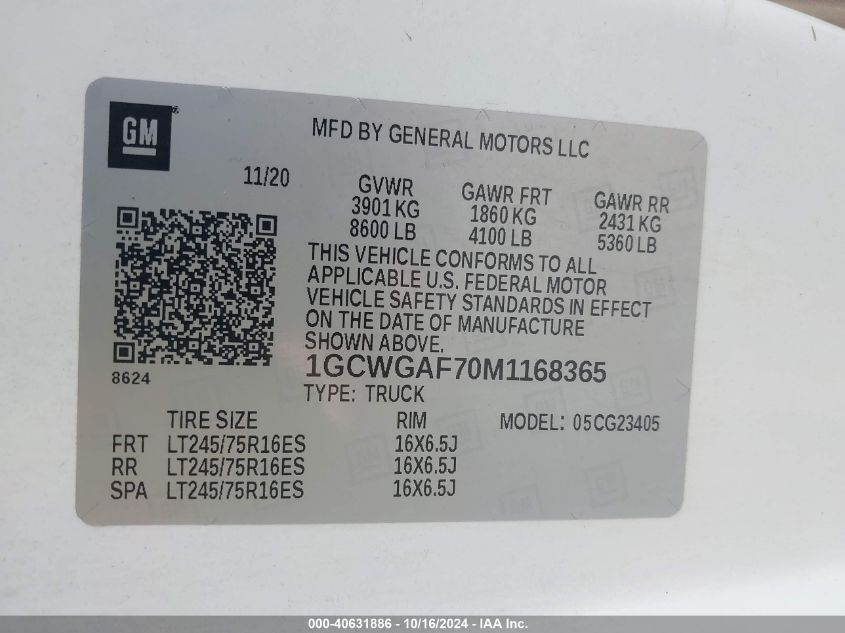 GM®
MFD BY GENERAL MOTORS LLC
11/20
GVWR
3901 KG
8600 LB
GAWR FRT
1860 KG
4100 LB
GAWR RR
2431 KG
5360 LB
THIS VEHICLE CONFORMS TO ALL
APPLICABLE U.S. FEDERAL MOTOR
VEHICLE SAFETY STANDARDS IN EFFECT
ON THE DATE OF MANUFACTURE
SHOWN ABOVE.
8624
1GCWGAF70M1168365
TYPE: TRUCK
TIRE SIZE RIM MODEL: 05CG23405
FRT LT245/75R16ES 16X6.5J
RR LT245/75R16ES 16X6.5J
SPA LT245/75R16ES 16X6.5J
000-40631886 - 10/16/2024 - IAA Inc.